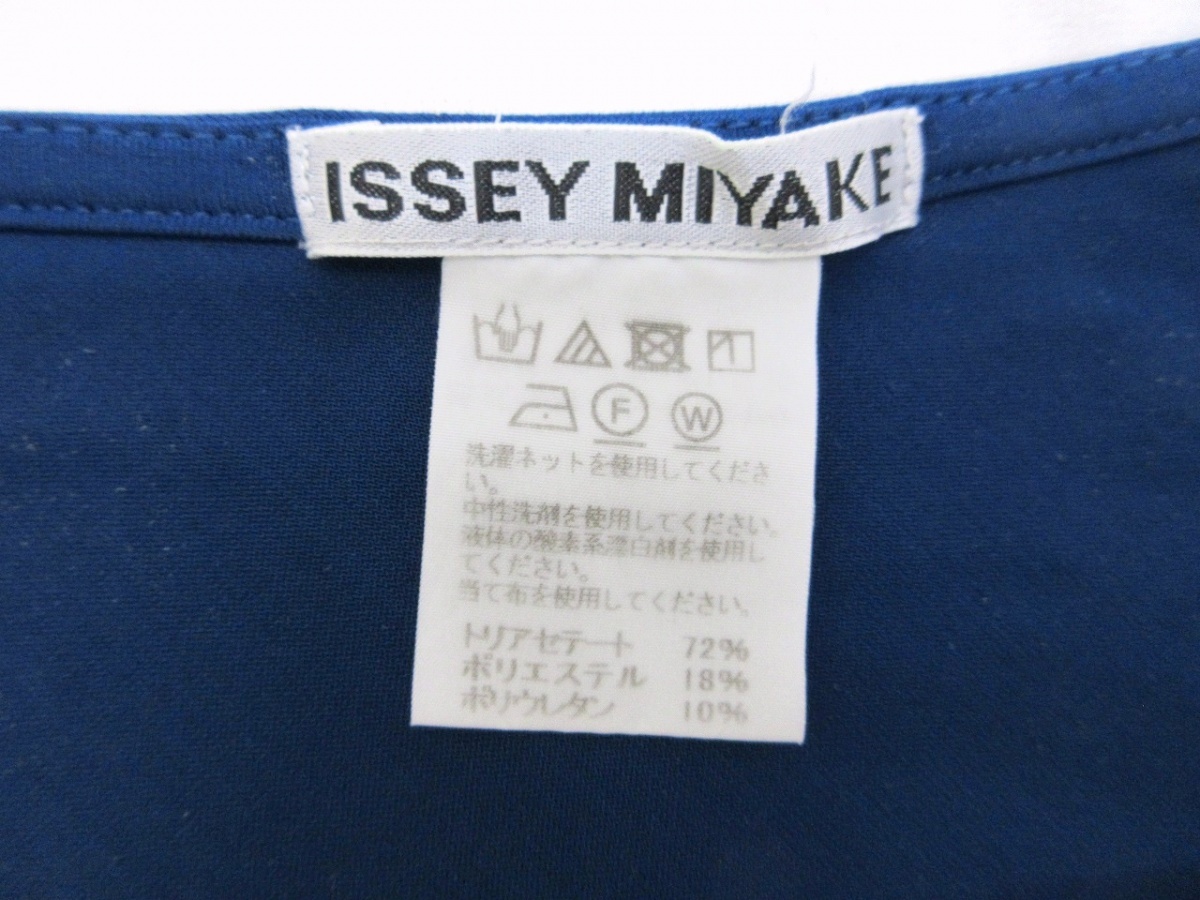 ISSEY MIYAKE
F W
洗濯ネットを使用してくださ
い。
中性洗剤を使用してください。
液体の酸素系漂白剤を使用し
てください。
当て布を使用してください。
トリアセテート 72%
ポリエステル 18%
ポリウレタン 10%